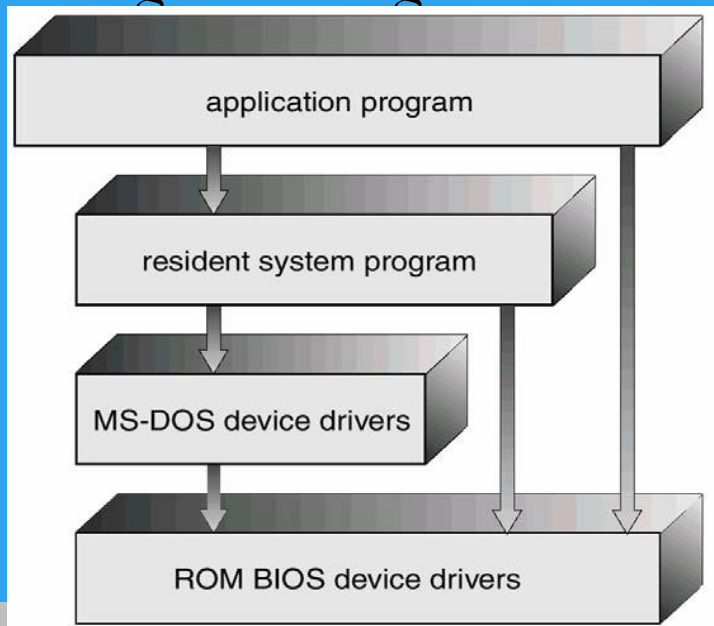 application program
resident system program
MS-DOS device drivers
ROM BIOS device drivers